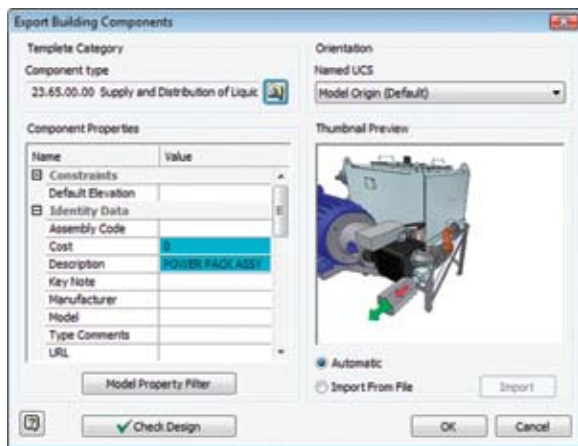 Export Building Components
Templete Category
Component type
23.65.00.00 Supply and Distribution of Liquic
Component Properties
Name Value
Constraints
Default Elevation
Identity Data
Assembly Code
Cost 0
Description POWER PACK ASSY
Key Note
Manufacturer
Model
Type Comments
URL
Model Property Filter
Check Design
Orientation
Named UCS
Model Origin (Default)
Thumbnail Preview
Automatic
Import From File Import
OK Cancel